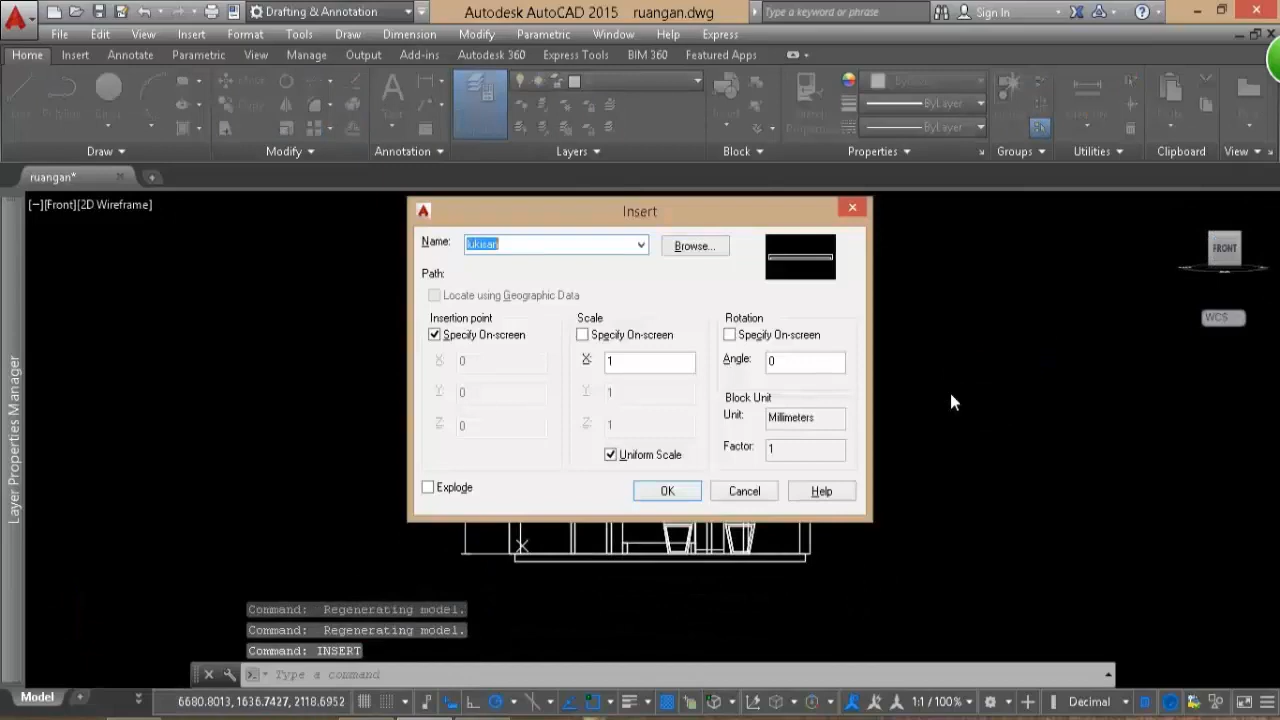 Drafting & Annotation
Autodesk AutoCAD 2015 ruangan.dwg
Type a keyword or phrase
Sign In
File Edit View Insert Format Tools Draw Dimension Modify Parametric Window Help Express
Home Insert Annotate Parametric View Manage Output Add-ins Autodesk 360 Express Tools BIM 360 Featured Apps
ByLayer
ByLayer
Draw Modify Annotation Layers Block Properties Groups Utilities Clipboard View
ruangan*
[−][Front][2D Wireframe]
Insert
Name: lukisan Browse...
Path:
Locate using Geographic Data
Insertion point Scale Rotation
Specify On-screen Specify On-screen Specify On-screen
X: 0 X: 1 Angle: 0
Y: 0 Y: 1 Block Unit
Unit: Millimeters
Z: 0 Z: 1 Factor: 1
Uniform Scale
Explode OK Cancel Help
FRONT
WCS
Layer Properties Manager
Command: Regenerating model.
Command: Regenerating model.
Command: INSERT
Type a command
Model 6680.8013, 1636.7427, 2118.6952 1:1 / 100% Decimal